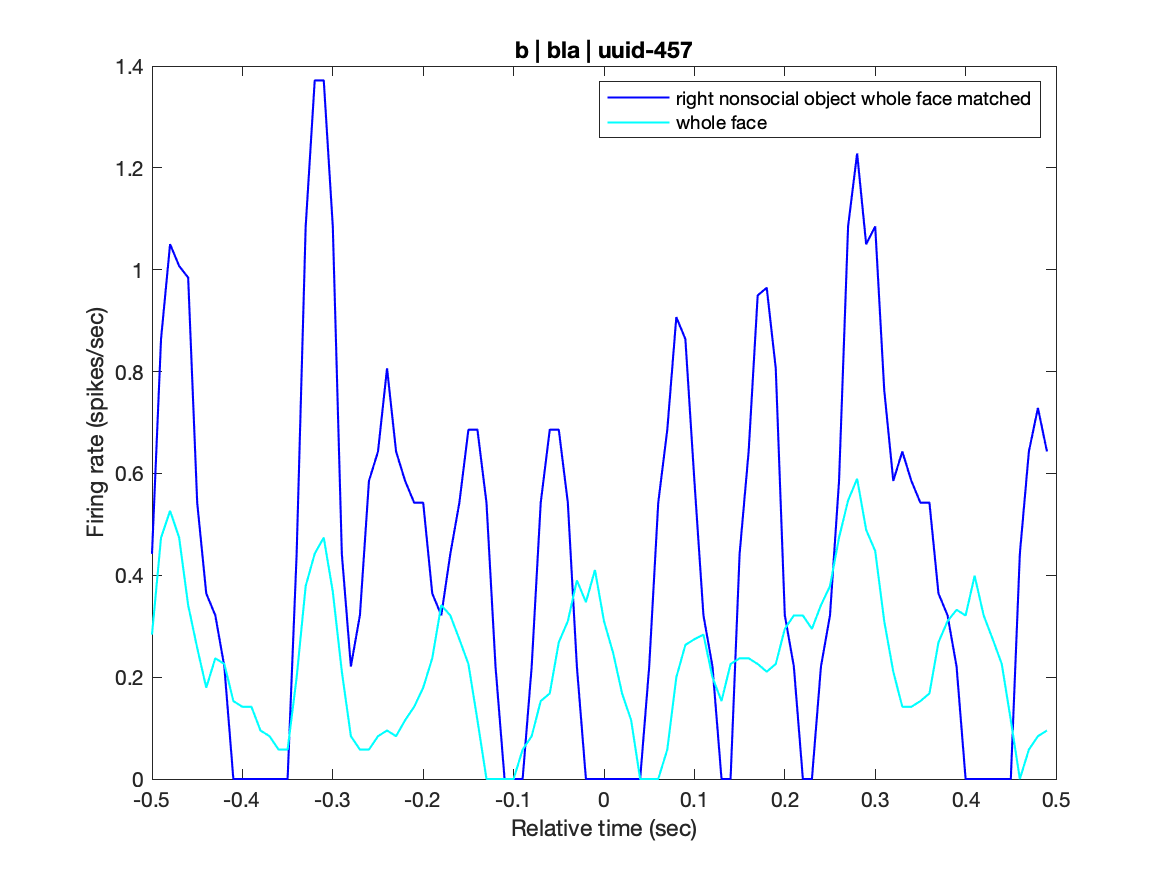 b | bla | uuid-457
right nonsocial object whole face matched
whole face
Firing rate (spikes/sec)
1.4
1.2
1
0.8
0.6
0.4
0.2
0
-0.5 -0.4 -0.3 -0.2 -0.1 0 0.1 0.2 0.3 0.4 0.5
Relative time (sec)